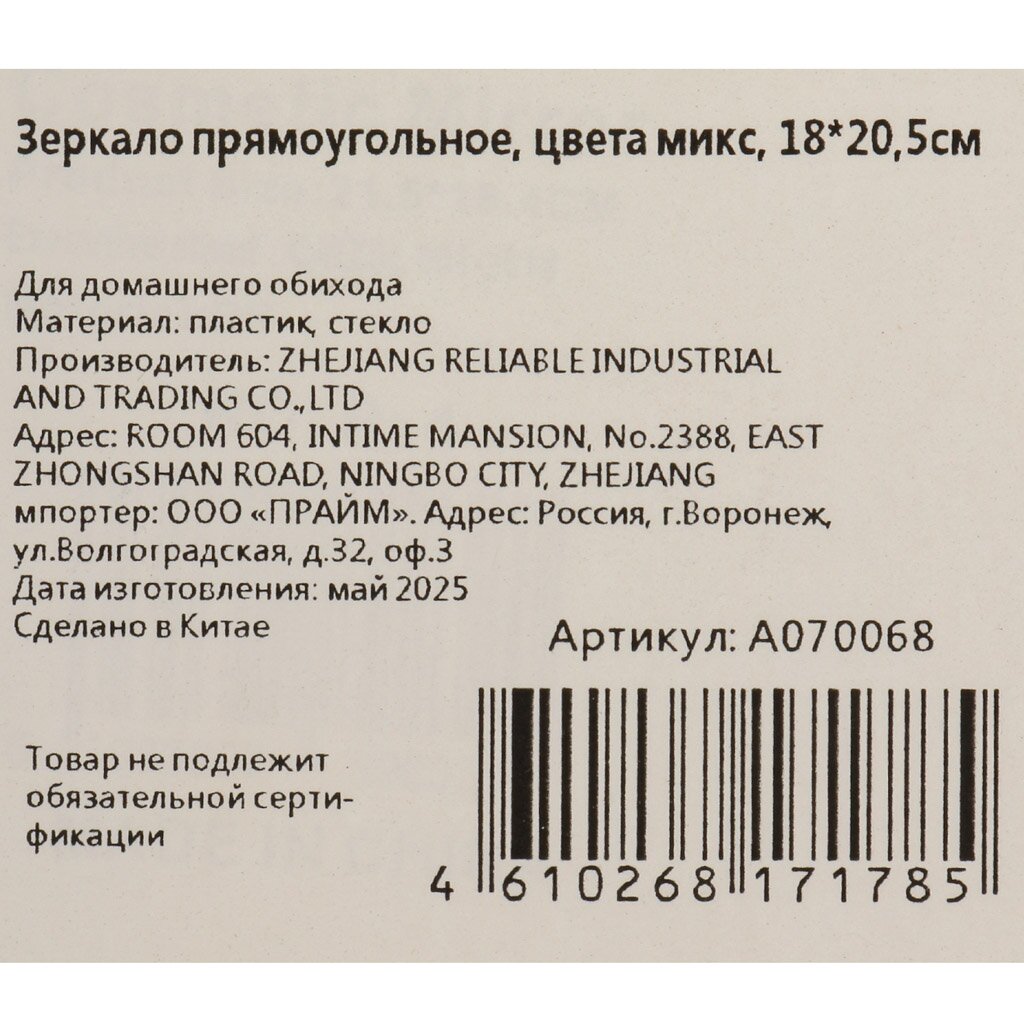 Зеркало прямоугольное, цвета микс, 18*20,5см
Для домашнего обихода
Материал: пластик, стекло
Производитель: ZHEJIANG RELIABLE INDUSTRIAL
AND TRADING CO.,LTD
Адрес: ROOM 604, INTIME MANSION, No.2388, EAST
ZHONGSHAN ROAD, NINGBO CITY, ZHEJIANG
мпортер: ООО «ПРАЙМ». Адрес: Россия, г.Воронеж,
ул.Волгоградская, д.32, оф.3
Дата изготовления: май 2025
Сделано в Китае
Артикул: А070068
Товар не подлежит
обязательной серти-
фикации
4 610268 171785